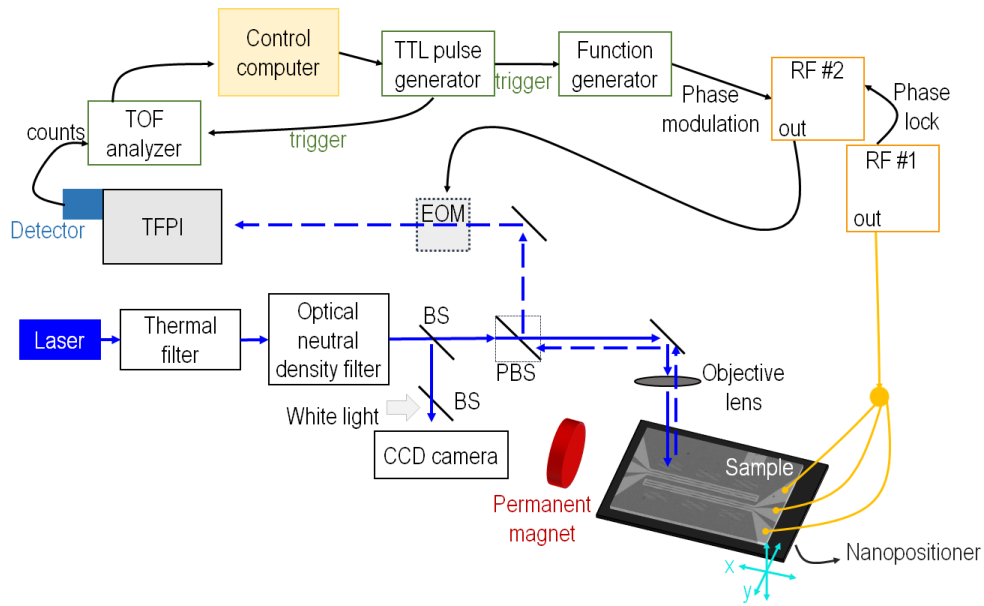 Control
computer
TTL pulse
generator
trigger
Function
generator
Phase
modulation
RF #2
out
Phase
lock
RF #1
out
counts
TOF
analyzer
trigger
Detector
TFPI
EOM
Laser
Thermal
filter
Optical
neutral
density filter
BS
PBS
White light
BS
CCD camera
Objective
lens
Permanent
magnet
Sample
Nanopositioner
x
y